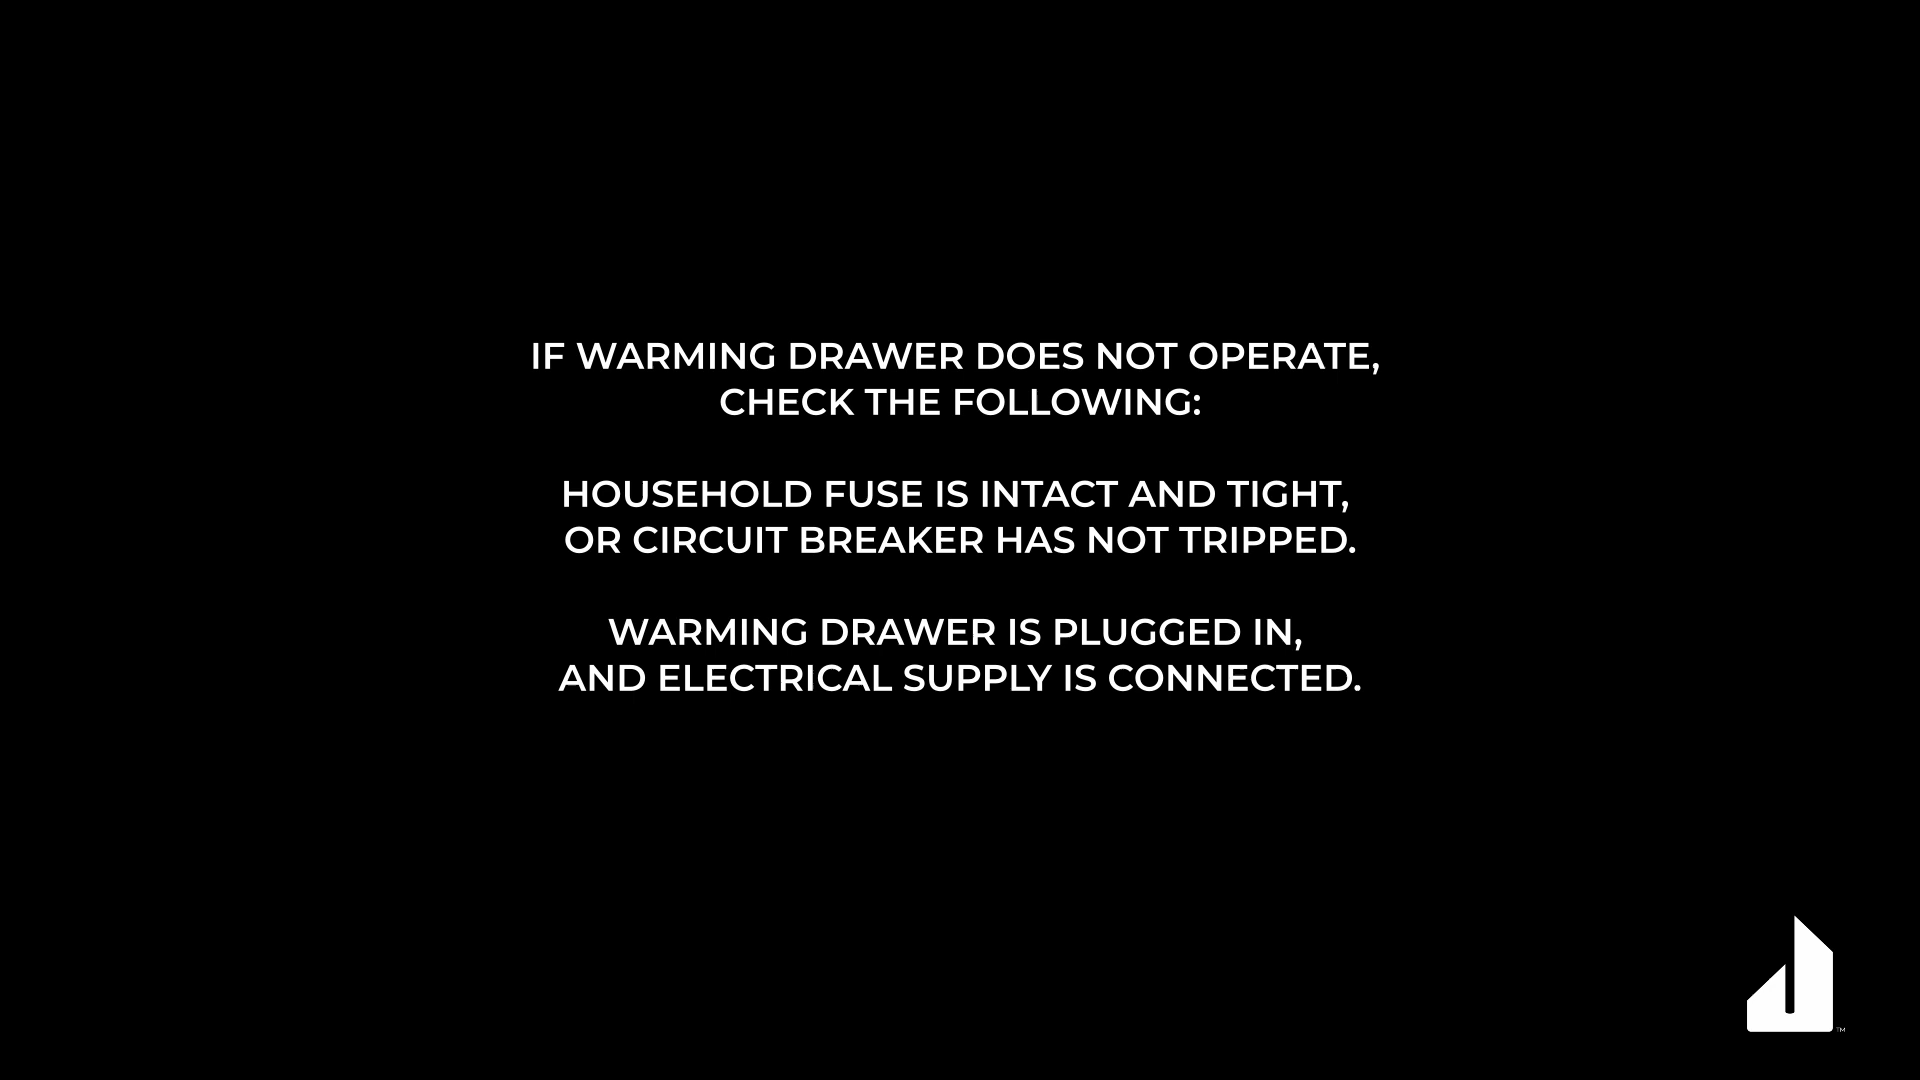 IF WARMING DRAWER DOES NOT OPERATE,
CHECK THE FOLLOWING:
HOUSEHOLD FUSE IS INTACT AND TIGHT,
OR CIRCUIT BREAKER HAS NOT TRIPPED.
WARMING DRAWER IS PLUGGED IN,
AND ELECTRICAL SUPPLY IS CONNECTED.
TM